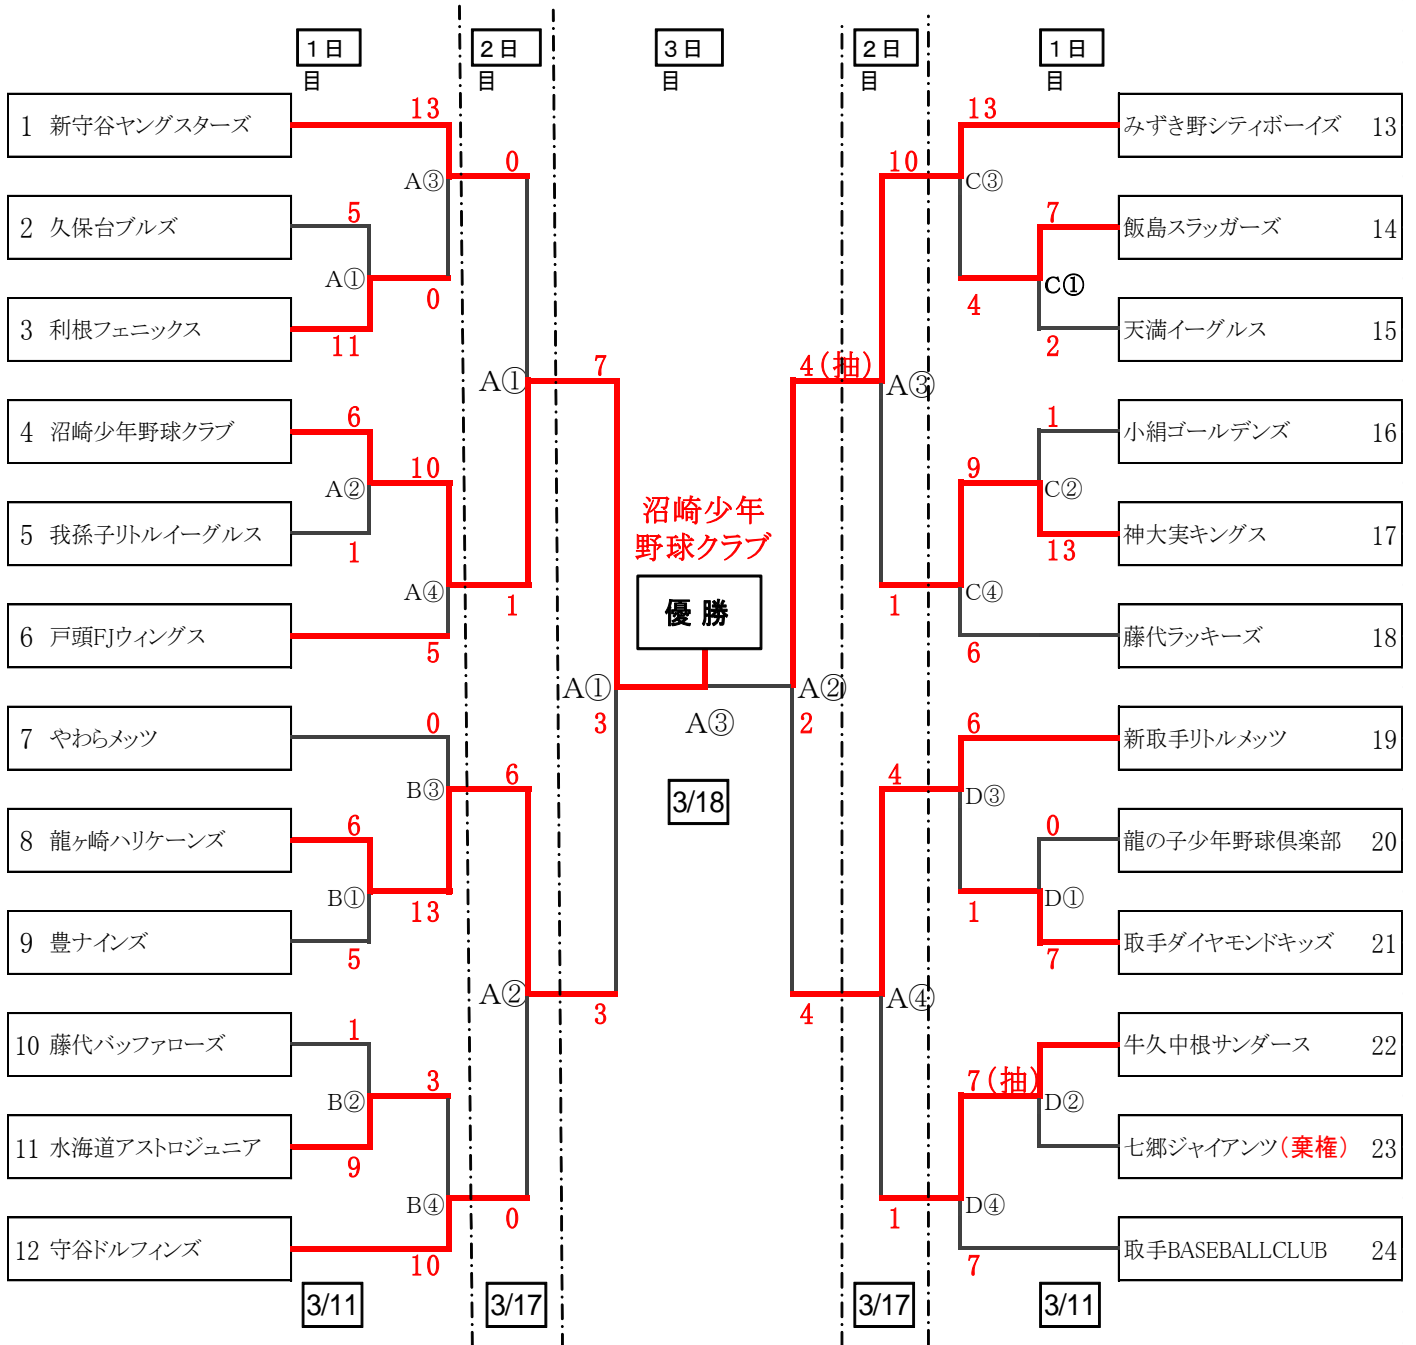 1日
目
2日
目
3日
目
2日
目
1日
目
1 新守谷ヤングスターズ
13
0
10
13
みずき野シティボーイズ 13
A③
C③
2 久保台ブルズ
5
7
飯島スラッガーズ 14
A①
C①
3 利根フェニックス
0
11
4
2
天満イーグルス 15
7
4(抽)
A①
A③
4 沼崎少年野球クラブ
6
10
9
1
小絹ゴールデンズ 16
A②
C②
5 我孫子リトルイーグルス
1
13
神大実キングス 17
沼崎少年
野球クラブ
優 勝
A④
1
1
C④
6 戸頭FJウィングス
5
6
藤代ラッキーズ 18
A①
A②
7 やわらメッツ
0
3
A③
2
6
新取手リトルメッツ 19
B③
6
3/18
4
D③
8 龍ヶ崎ハリケーンズ
6
0
龍の子少年野球倶楽部 20
B①
13
1
D①
9 豊ナインズ
5
7
取手ダイヤモンドキッズ 21
A②
3
4
A④
10 藤代バッファローズ
1
3
7(抽)
牛久中根サンダース 22
B②
D②
11 水海道アストロジュニア
9
七郷ジャイアンツ(棄権) 23
B④
0
1
D④
12 守谷ドルフィンズ
10
7
取手BASEBALLCLUB 24
3/11
3/17
3/17
3/11